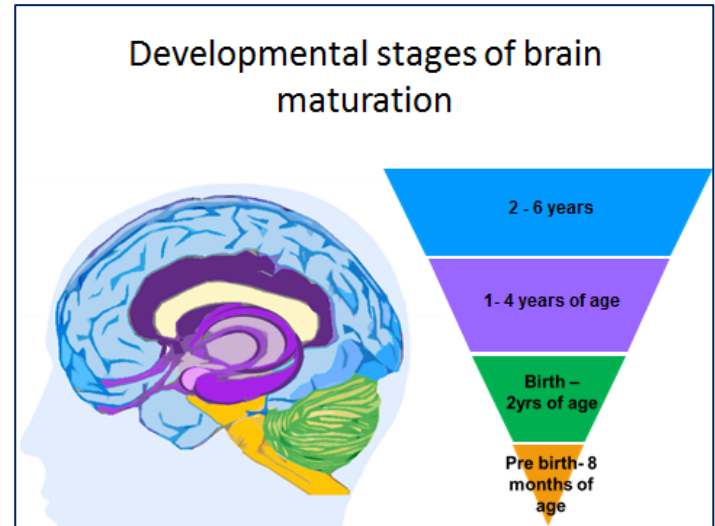 Developmental stages of brain
maturation
2 - 6 years
1- 4 years of age
Birth –
2yrs of age
Pre birth- 8
months of
age